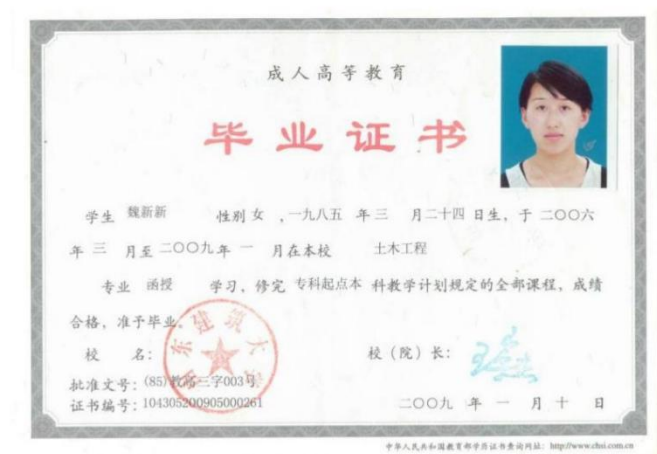 成人高等教育
毕业证书
学生 魏新新 性别 女 ，一九八五 年 三 月二十四 日生，于 二〇〇六
年 三 月至 二〇〇九 年 一 月在本校 土木工程
专业 函授 学习，修完 专科起点本 科教学计划规定的全部课程，成绩
合格，准予毕业。
校 名： 校（院）长：
东建筑大
批准文号：(85)教高三字003号
证书编号：104305200905000261
二〇〇九 年 一 月 十 日
中华人民共和国教育部学历证书查询网站：http://www.chsi.com.cn